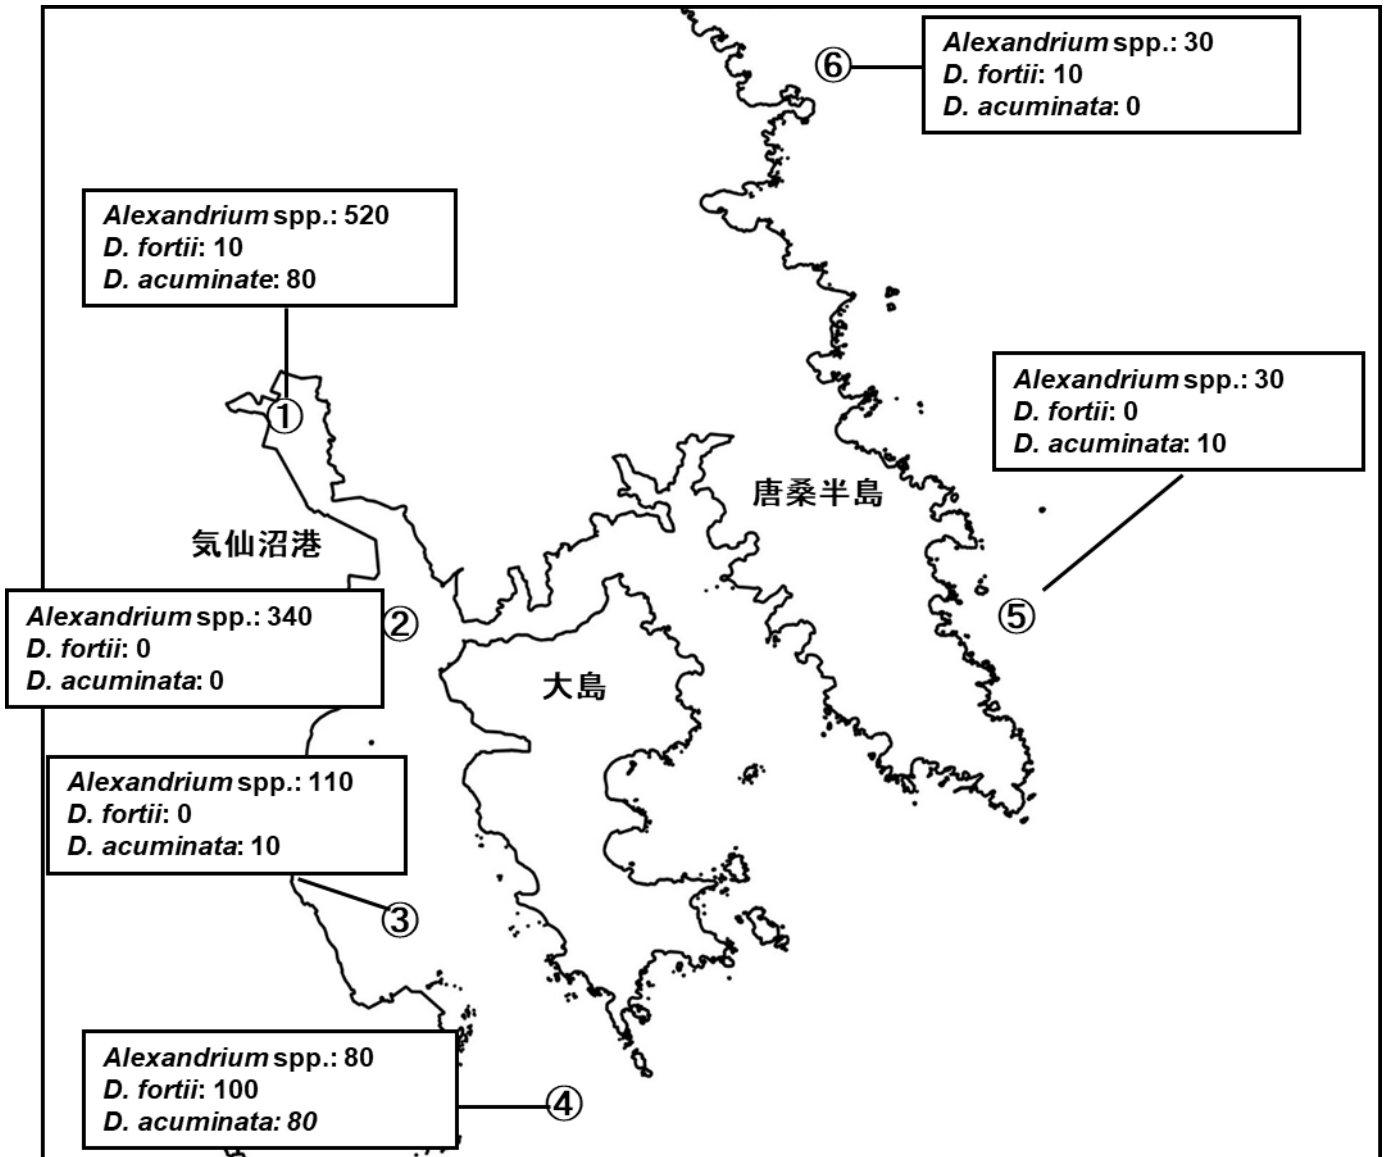 ⑥
Alexandrium spp.: 30
D. fortii: 10
D. acuminata: 0
Alexandrium spp.: 520
D. fortii: 10
D. acuminate: 80
①
Alexandrium spp.: 30
D. fortii: 0
D. acuminata: 10
唐桑半島
気仙沼港
Alexandrium spp.: 340
D. fortii: 0
D. acuminata: 0
②
⑤
大島
Alexandrium spp.: 110
D. fortii: 0
D. acuminata: 10
③
Alexandrium spp.: 80
D. fortii: 100
D. acuminata: 80
④